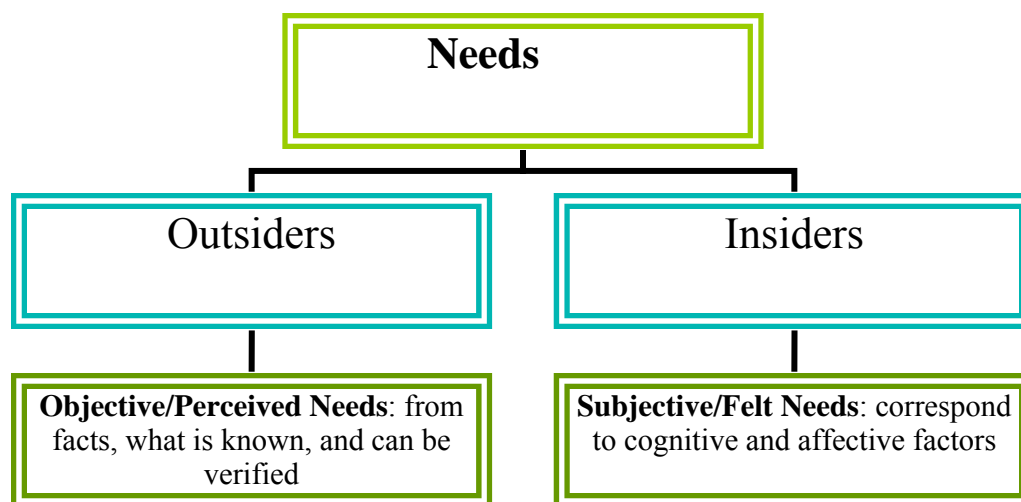 Needs
Outsiders
Insiders
Objective/Perceived Needs: from
facts, what is known, and can be
verified
Subjective/Felt Needs: correspond
to cognitive and affective factors